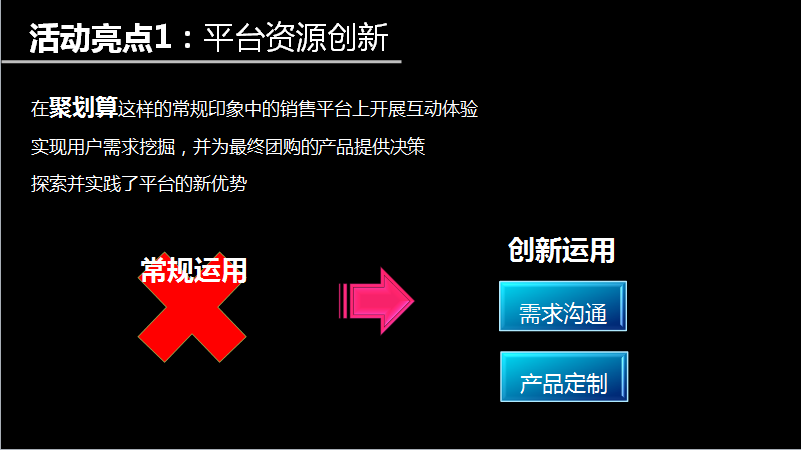 活动亮点1：平台资源创新
在聚划算这样的常规印象中的销售平台上开展互动体验
实现用户需求挖掘，并为最终团购的产品提供决策
探索并实践了平台的新优势
常规运用
创新运用
需求沟通
产品定制